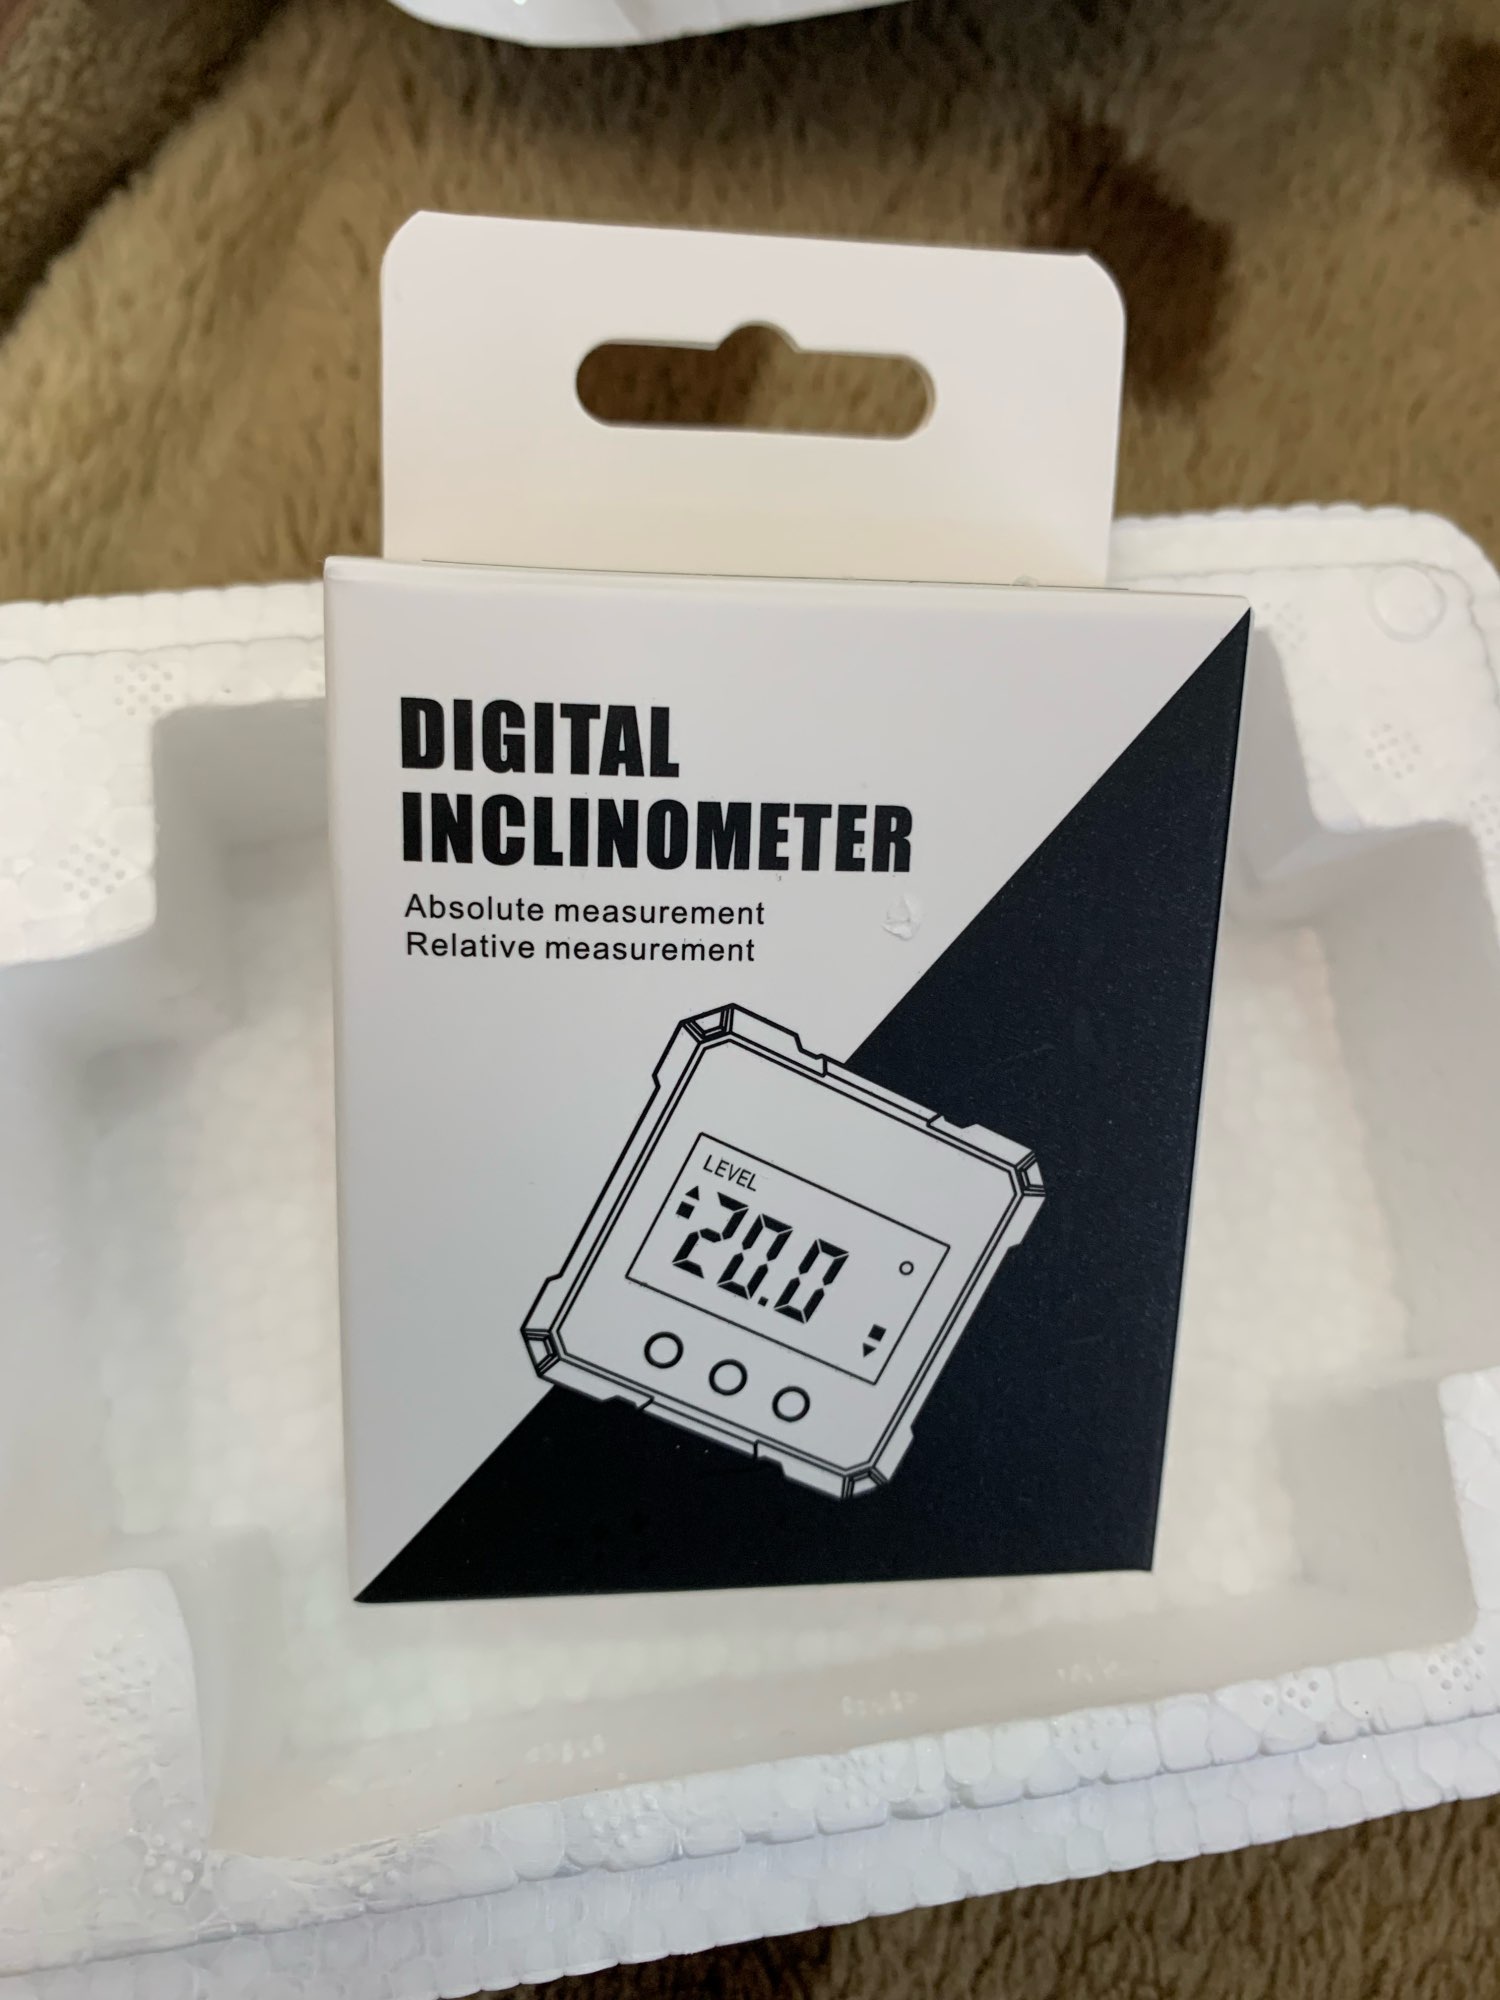 DIGITAL
INCLINOMETER
Absolute measurement
Relative measurement
LEVEL
20.0